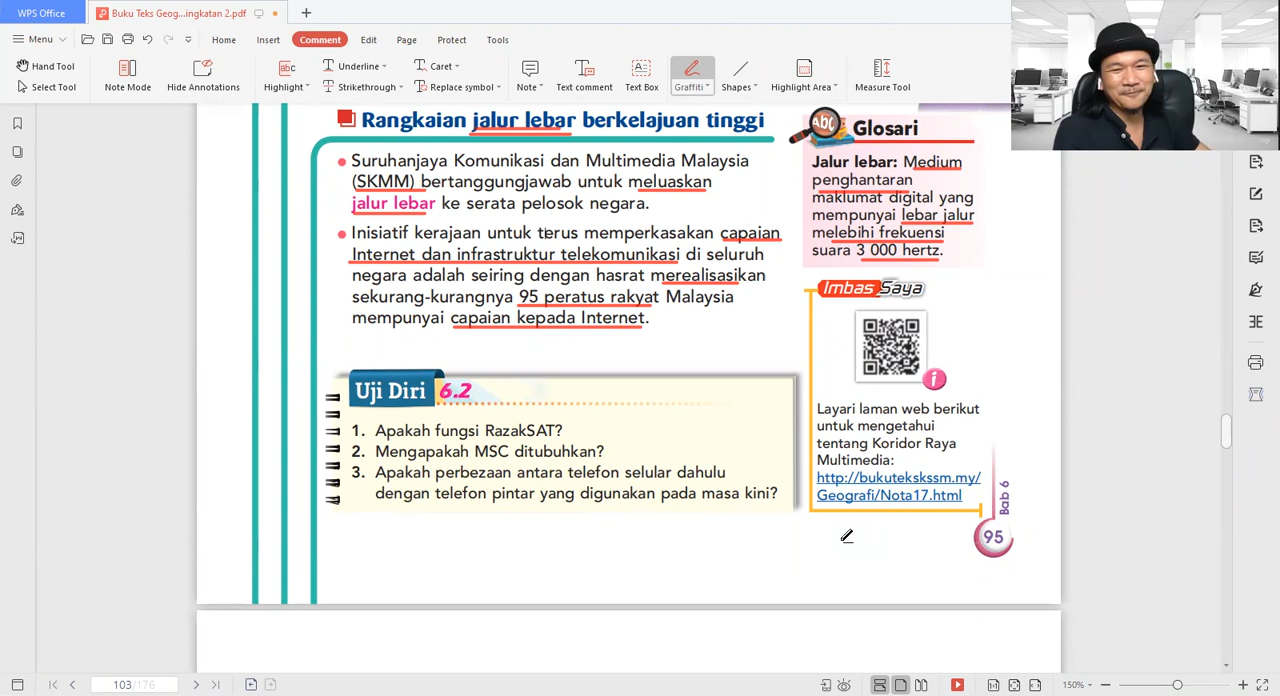 WPS Office
Buku Teks Geog...ingkatan 2.pdf
Menu
Home Insert Comment Edit Page Protect Tools
Hand Tool
Select Tool
Note Mode
Hide Annotations
Highlight
Underline
Strikethrough
Caret
Replace symbol
Note
Text comment
Text Box
Graffiti
Shapes
Highlight Area
Measure Tool
Rangkaian jalur lebar berkelajuan tinggi
Suruhanjaya Komunikasi dan Multimedia Malaysia
(SKMM) bertanggungjawab untuk meluaskan
jalur lebar ke serata pelosok negara.
Inisiatif kerajaan untuk terus memperkasakan capaian
Internet dan infrastruktur telekomunikasi di seluruh
negara adalah seiring dengan hasrat merealisasikan
sekurang-kurangnya 95 peratus rakyat Malaysia
mempunyai capaian kepada Internet.
ABC
Glosari
Jalur lebar: Medium
penghantaran
maklumat digital yang
mempunyai lebar jalur
melebihi frekuensi
suara 3 000 hertz.
Imbas Saya
i
Layari laman web berikut
untuk mengetahui
tentang Koridor Raya
Multimedia:
http://bukutekskssm.my/
Geografi/Nota17.html
Uji Diri 6.2
1. Apakah fungsi RazakSAT?
2. Mengapakah MSC ditubuhkan?
3. Apakah perbezaan antara telefon selular dahulu
dengan telefon pintar yang digunakan pada masa kini?
Bab 6
95
103/176
150%